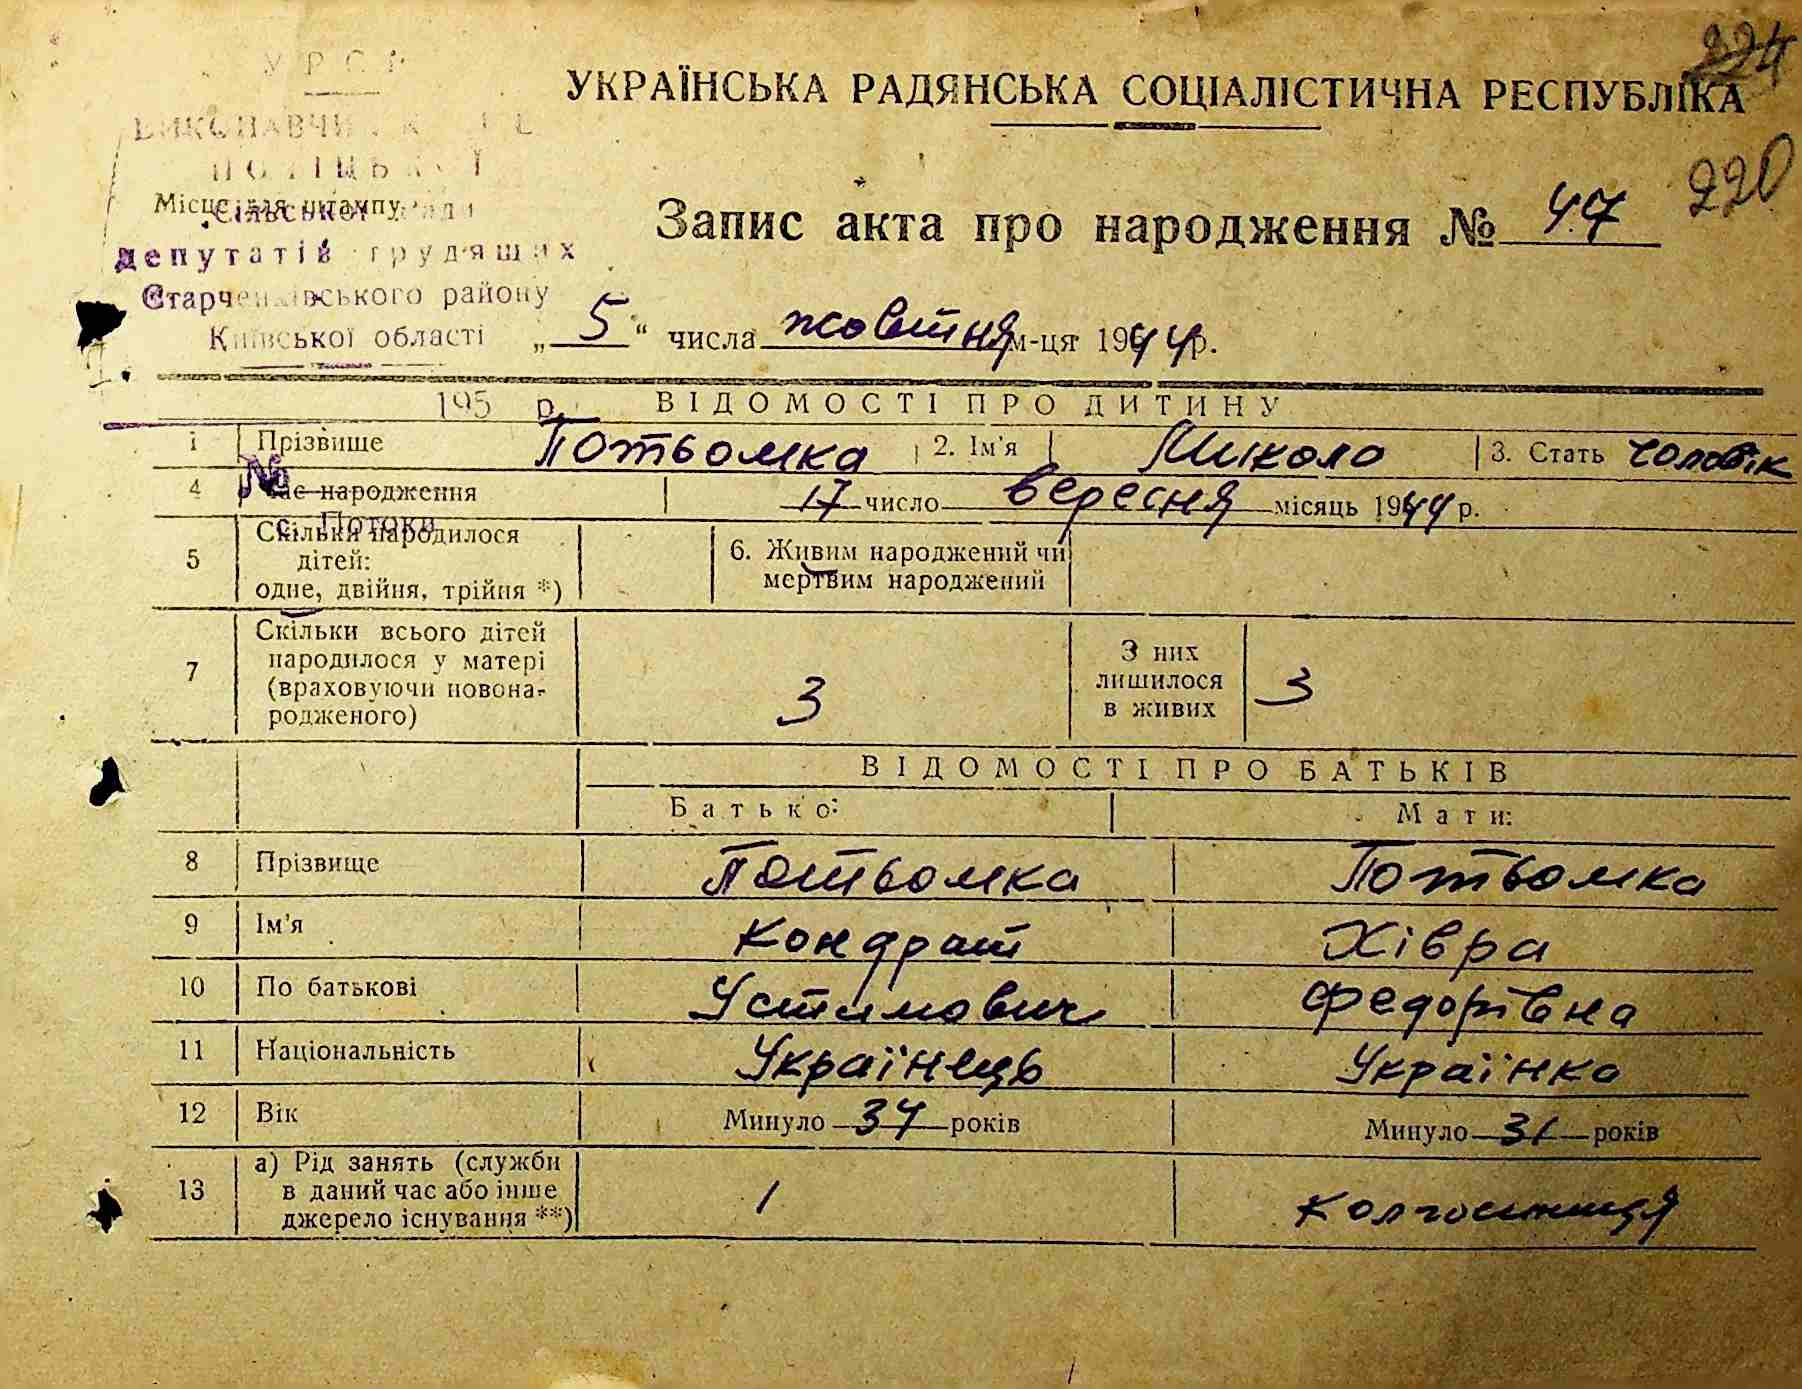 224
УКРАЇНСЬКА РАДЯНСЬКА СОЦІАЛІСТИЧНА РЕСПУБЛІКА
220
УРСР
Місце для штампу
сільської ради
депутатів трудящих
Старченківського району
Київської області
Запис акта про народження № 47
„ 5 “ числа жовтня м-ця 1944 р.
195 р.
ВІДОМОСТІ ПРО ДИТИНУ
1 Прізвище Потьомка 2. Ім'я Микола 3. Стать чоловік
№
4 Час народження 17 число вересня місяць 1944 р.
с. Потоки
5 Скільки народилося
дітей:
одне, двійня, трійня *)
6. Живим народжений чи
мертвим народжений
7 Скільки всього дітей
народилося у матері
(враховуючи новона-
родженого)
3
З них
лишилося
в живих
3
ВІДОМОСТІ ПРО БАТЬКІВ
Батько: Мати:
8 Прізвище Потьомка Потьомка
9 Ім'я Кондрат Хівра
10 По батькові Устимович Федорівна
11 Національність Українець Українка
12 Вік Минуло 37 років Минуло 31 років
13 а) Рід занять (служби
в даний час або інше
джерело існування **)
колгоспниця